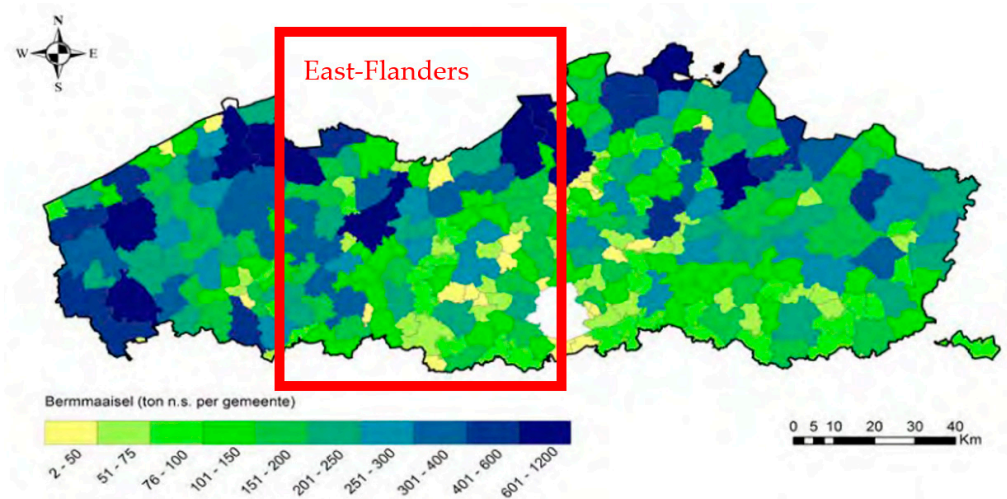 N
W E
S
East-Flanders
Bermmaaisel (ton n.s. per gemeente)
2 - 50
51 - 75
76 - 100
101 - 150
151 - 200
201 - 250
251 - 300
301 - 400
401 - 600
601 - 1200
0 5 10 20 30 40
Km